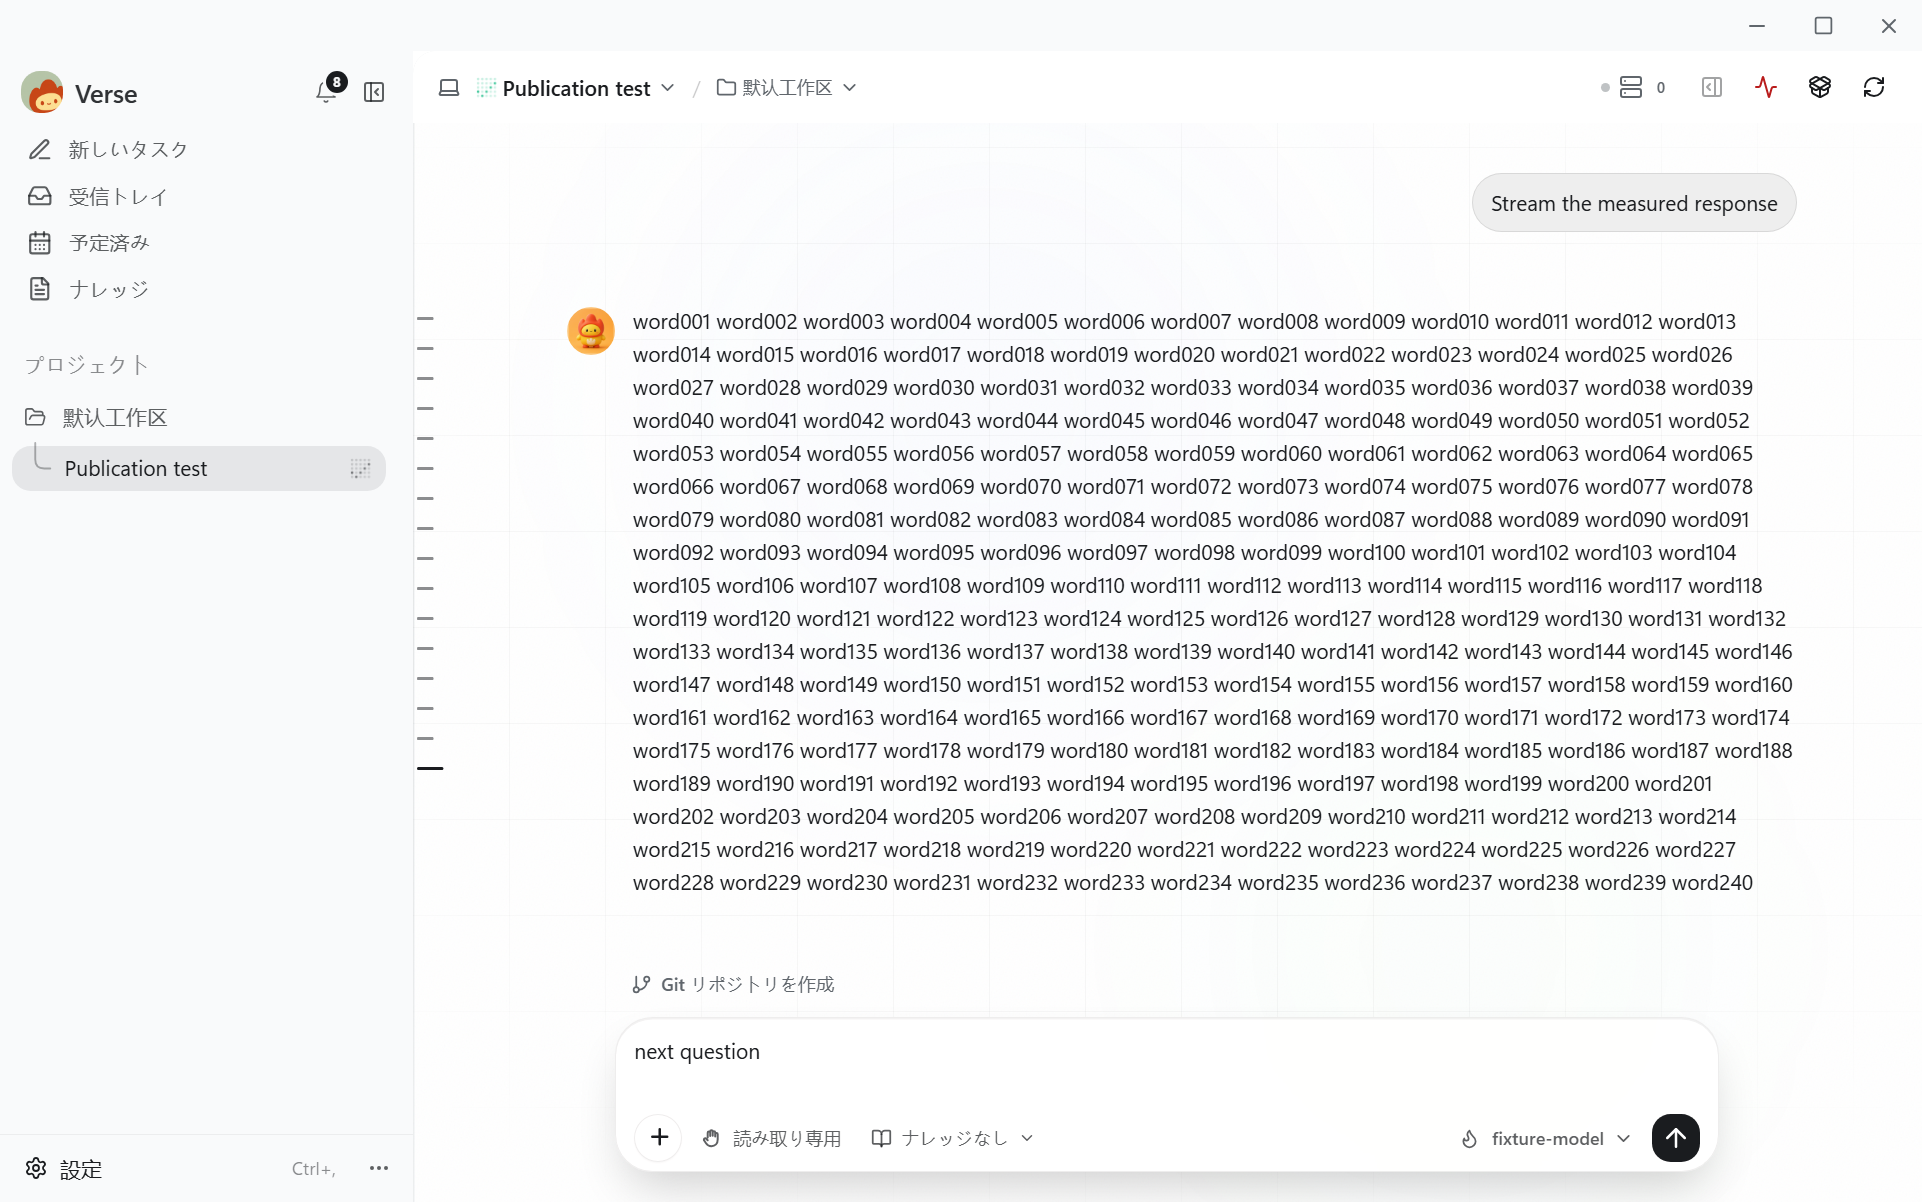 Verse
8
新しいタスク
受信トレイ
予定済み
ナレッジ
プロジェクト
默认工作区
Publication test
設定
Ctrl+,
Publication test / 默认工作区
0
Stream the measured response
word001 word002 word003 word004 word005 word006 word007 word008 word009 word010 word011 word012 word013
word014 word015 word016 word017 word018 word019 word020 word021 word022 word023 word024 word025 word026
word027 word028 word029 word030 word031 word032 word033 word034 word035 word036 word037 word038 word039
word040 word041 word042 word043 word044 word045 word046 word047 word048 word049 word050 word051 word052
word053 word054 word055 word056 word057 word058 word059 word060 word061 word062 word063 word064 word065
word066 word067 word068 word069 word070 word071 word072 word073 word074 word075 word076 word077 word078
word079 word080 word081 word082 word083 word084 word085 word086 word087 word088 word089 word090 word091
word092 word093 word094 word095 word096 word097 word098 word099 word100 word101 word102 word103 word104
word105 word106 word107 word108 word109 word110 word111 word112 word113 word114 word115 word116 word117 word118
word119 word120 word121 word122 word123 word124 word125 word126 word127 word128 word129 word130 word131 word132
word133 word134 word135 word136 word137 word138 word139 word140 word141 word142 word143 word144 word145 word146
word147 word148 word149 word150 word151 word152 word153 word154 word155 word156 word157 word158 word159 word160
word161 word162 word163 word164 word165 word166 word167 word168 word169 word170 word171 word172 word173 word174
word175 word176 word177 word178 word179 word180 word181 word182 word183 word184 word185 word186 word187 word188
word189 word190 word191 word192 word193 word194 word195 word196 word197 word198 word199 word200 word201
word202 word203 word204 word205 word206 word207 word208 word209 word210 word211 word212 word213 word214
word215 word216 word217 word218 word219 word220 word221 word222 word223 word224 word225 word226 word227
word228 word229 word230 word231 word232 word233 word234 word235 word236 word237 word238 word239 word240
Git リポジトリを作成
next question
読み取り専用
ナレッジなし
fixture-model